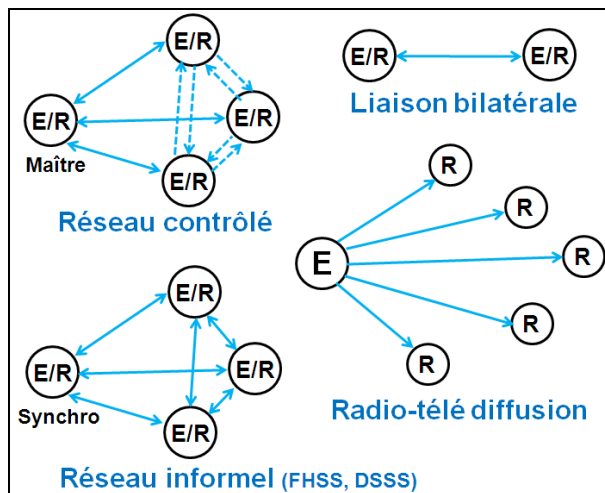 E/R
E/R
E/R
E/R
Maître
Réseau contrôlé
E/R
E/R
Liaison bilatérale
E
R
R
R
R
R
Radio-télé diffusion
E/R
E/R
E/R
E/R
Synchro
Réseau informel (FHSS, DSSS)